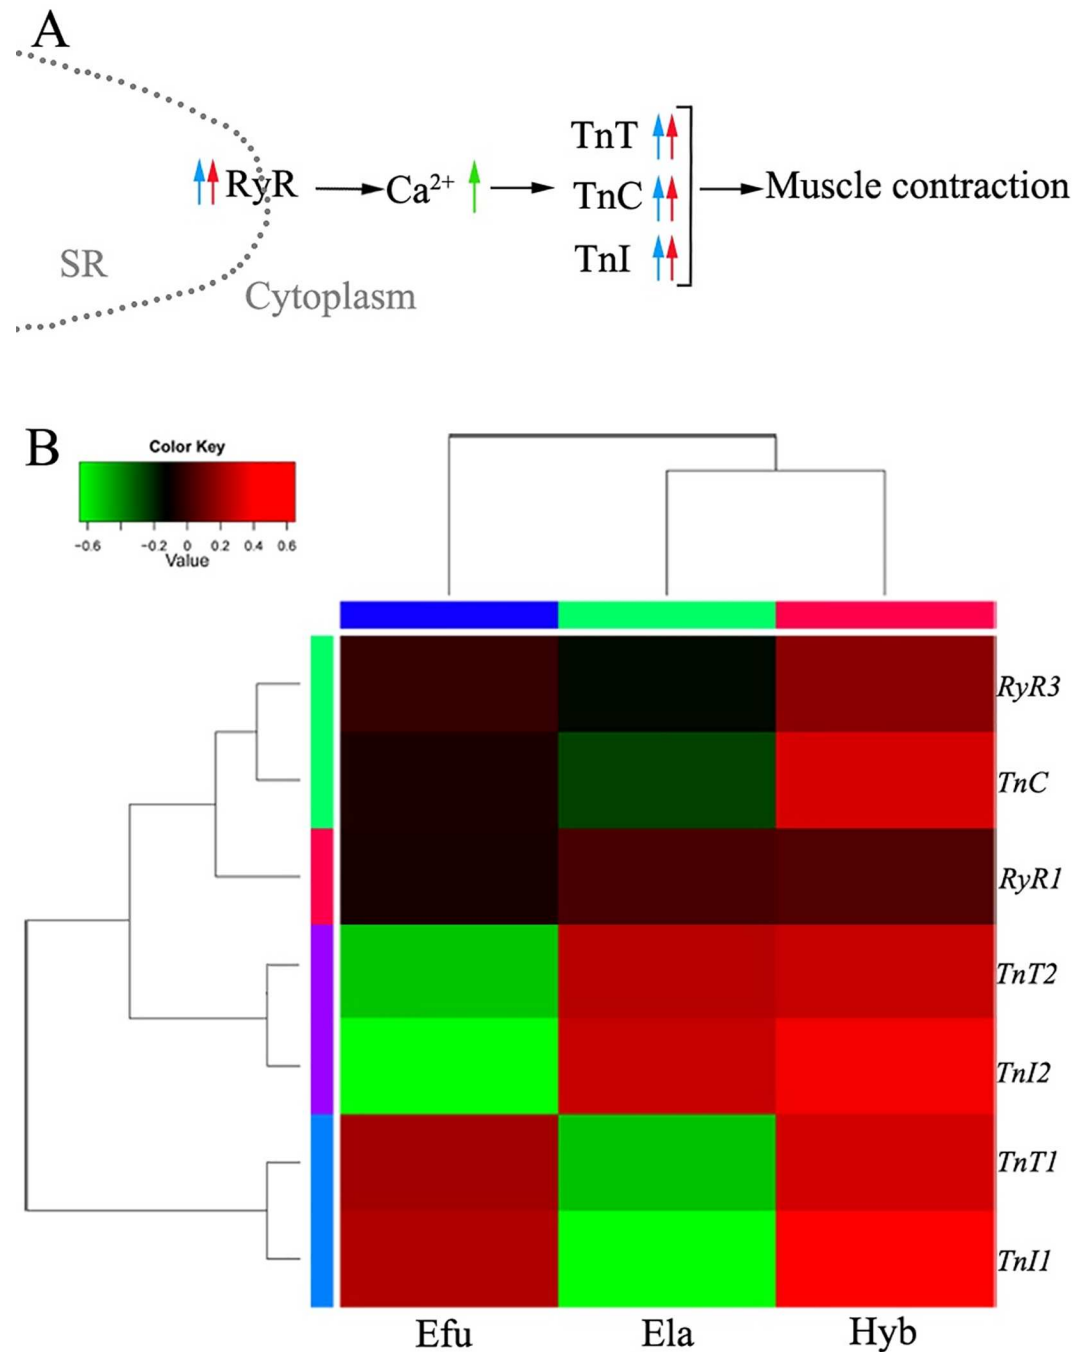 A
TnT
RyR Ca²⁺ TnC Muscle contraction
TnI
SR
Cytoplasm
B
Color Key
−0.6 −0.2 0 0.2 0.4 0.6
Value
RyR3
TnC
RyR1
TnT2
TnI2
TnT1
TnI1
Efu Ela Hyb